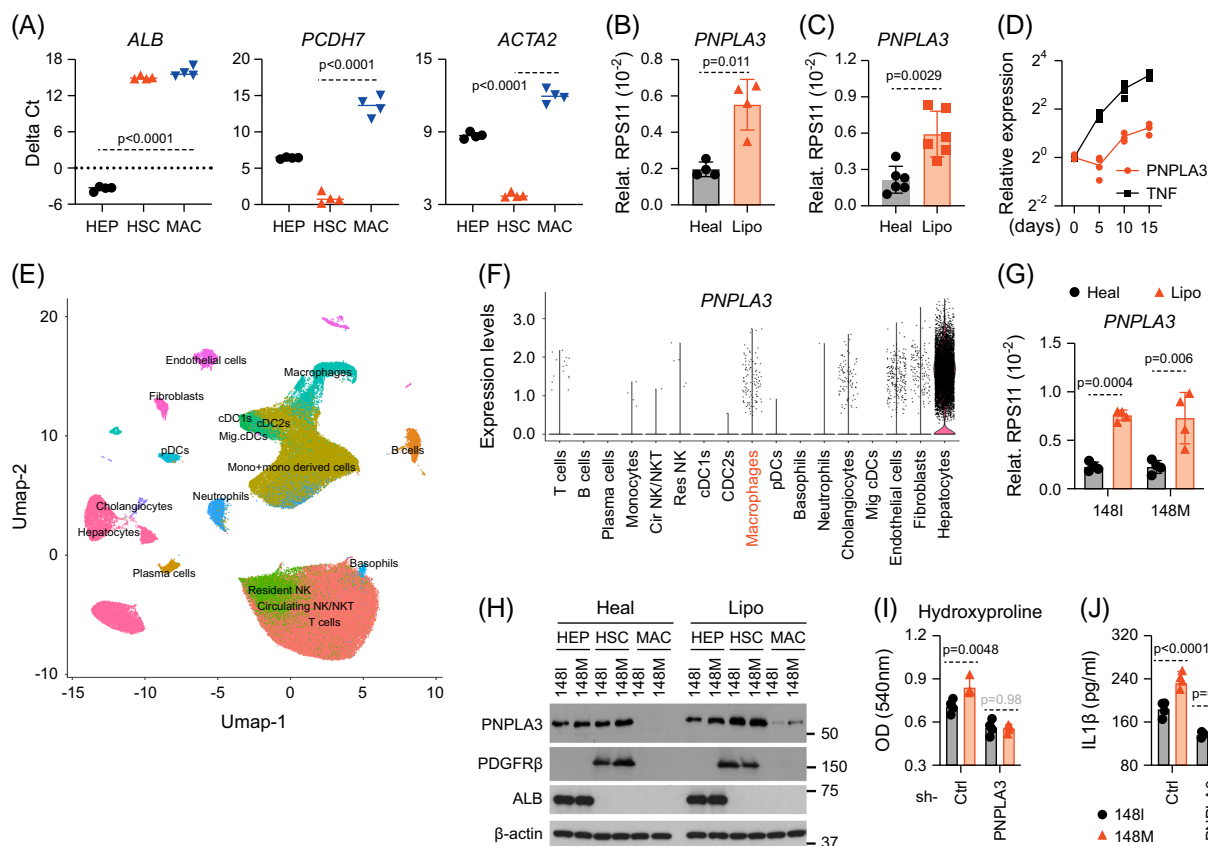 (A)
ALB
PCDH7
ACTA2
Delta Ct
18
12
6
0
-6
p<0.0001
HEP HSC MAC
20
15
10
5
0
p<0.0001
HEP HSC MAC
15
9
3
p<0.0001
HEP HSC MAC
(B)
PNPLA3
Relat. RPS11 (10-2)
0.8
0.6
0.4
0.2
0.0
p=0.011
Heal Lipo
(C)
PNPLA3
Relat. RPS11 (10-2)
1.2
0.9
0.6
0.3
0.0
p=0.0029
Heal Lipo
(D)
Relative expression
2^2
2^0
2^-2
PNPLA3
TNF
(days) 0 5 10 15
(E)
Umap-2
20
10
0
-10
Endothelial cells
Macrophages
Fibroblasts
cDC1s
cDC2s
Mig.cDCs
B cells
pDCs
Mono+mono derived cells
Neutrophils
Cholangiocytes
Hepatocytes
Plasma cells
Basophils
Resident NK
Circulating NK/NKT
T cells
-15 -10 -5 0 5 10
Umap-1
(F)
PNPLA3
Expression levels
3.0
2.0
1.0
0.0
T cells
B cells
Plasma cells
Monocytes
Cir NK/NKT
Res NK
cDC1s
CDC2s
Macrophages
pDCs
Basophils
Neutrophils
Cholangiocytes
Mig cDCs
Endothelial cells
Fibroblasts
Hepatocytes
(G)
Heal Lipo
PNPLA3
Relat. RPS11 (10-2)
1.5
1.0
0.5
0.0
p=0.0004
p=0.006
148I 148M
(H)
Heal Lipo
HEP HSC MAC HEP HSC MAC
148I 148M 148I 148M 148I 148M 148I 148M 148I 148M 148I 148M
PNPLA3
50
PDGFRβ
150
75
ALB
β-actin
37
(I)
Hydroxyproline
OD (540nm)
1.2
0.9
0.6
0.3
p=0.0048
p=0.98
sh- Ctrl PNPLA3
(J)
IL1β (pg/ml)
320
240
160
80
p<0.0001
Ctrl
148I
148M